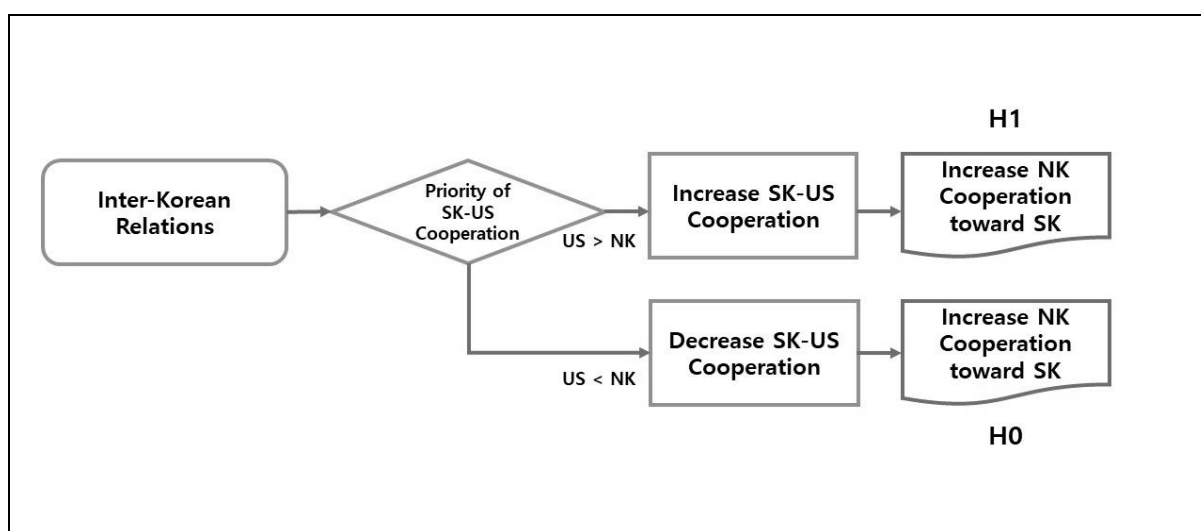 Inter-Korean
Relations
Priority of
SK-US
Cooperation
US > NK
Increase SK-US
Cooperation
H1
Increase NK
Cooperation
toward SK
US < NK
Decrease SK-US
Cooperation
Increase NK
Cooperation
toward SK
H0